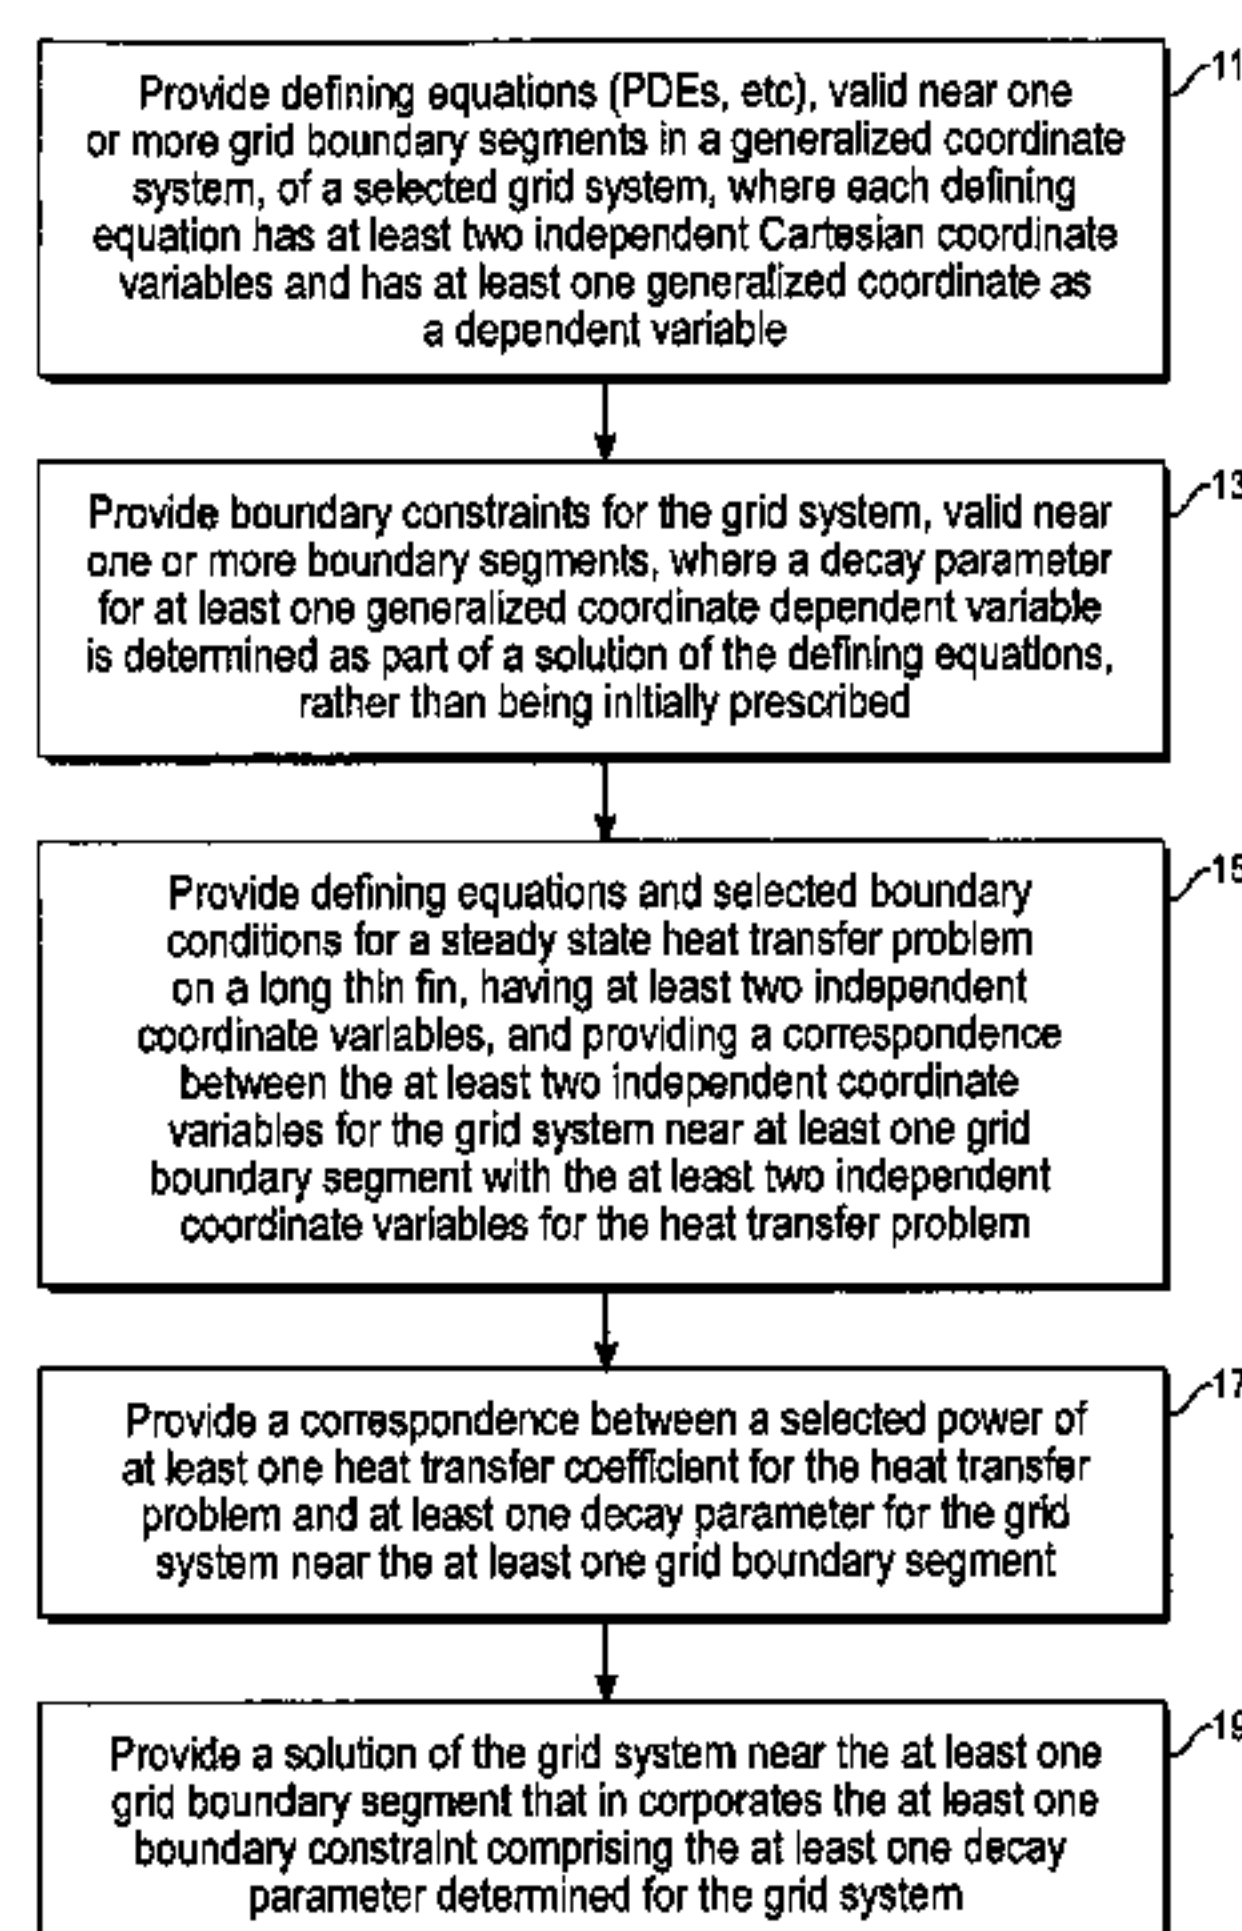 11
Provide defining equations (PDEs, etc), valid near one
or more grid boundary segments in a generalized coordinate
system, of a selected grid system, where each defining
equation has at least two independent Cartesian coordinate
variables and has at least one generalized coordinate as
a dependent variable
13
Provide boundary constraints for the grid system, valid near
one or more boundary segments, where a decay parameter
for at least one generalized coordinate dependent variable
is determined as part of a solution of the defining equations,
rather than being initially prescribed
15
Provide defining equations and selected boundary
conditions for a steady state heat transfer problem
on a long thin fin, having at least two independent
coordinate variables, and providing a correspondence
between the at least two independent coordinate
variables for the grid system near at least one grid
boundary segment with the at least two independent
coordinate variables for the heat transfer problem
17
Provide a correspondence between a selected power of
at least one heat transfer coefficient for the heat transfer
problem and at least one decay parameter for the grid
system near the at least one grid boundary segment
19
Provide a solution of the grid system near the at least one
grid boundary segment that in corporates the at least one
boundary constraint comprising the at least one decay
parameter determined for the grid system